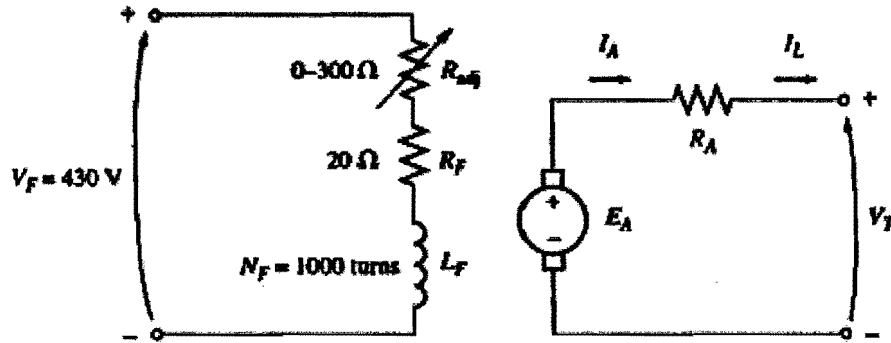 +
0–300 Ω R_adj
I_A I_L
+
R_A
20 Ω R_F
V_F = 430 V
+
E_A
V_T
−
N_F = 1000 turns L_F
−
−